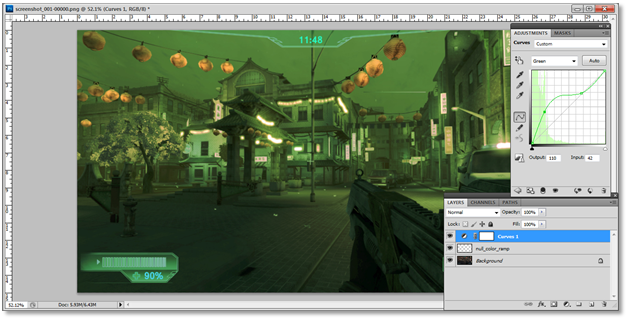 screenshot_001-00000.png @ 52.1% (Curves 1, RGB/8) *
11:48
90%
52.12%
Doc: 5.93M/6.43M
ADJUSTMENTS
MASKS
Curves
Custom
Green
Auto
Output: 110
Input: 42
LAYERS
CHANNELS
PATHS
Normal
Opacity: 100%
Lock:
Fill: 100%
Curves 1
null_color_ramp
Background
fx